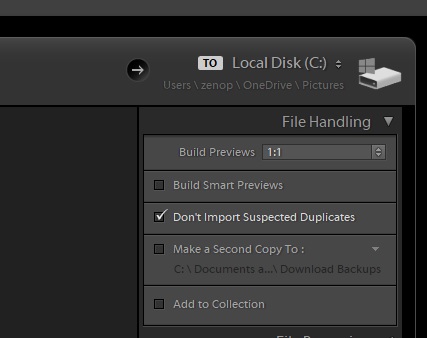 TO Local Disk (C:)
Users \ zenop \ OneDrive \ Pictures
File Handling
Build Previews 1:1
Build Smart Previews
Don't Import Suspected Duplicates
Make a Second Copy To :
C: \ Documents a...\ Download Backups
Add to Collection